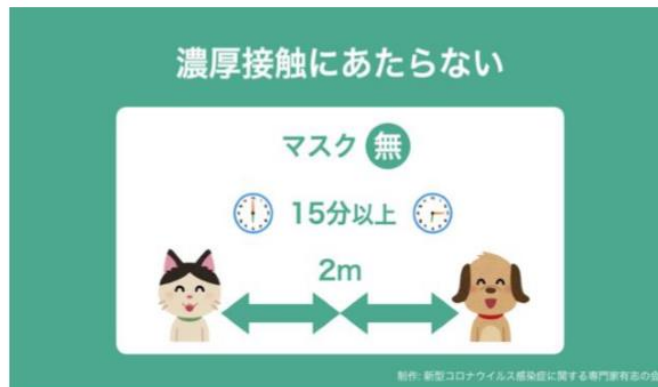 濃厚接触にあたらない
マスク 無
15分以上
2m
制作: 新型コロナウイルス感染症に関する専門家有志の会